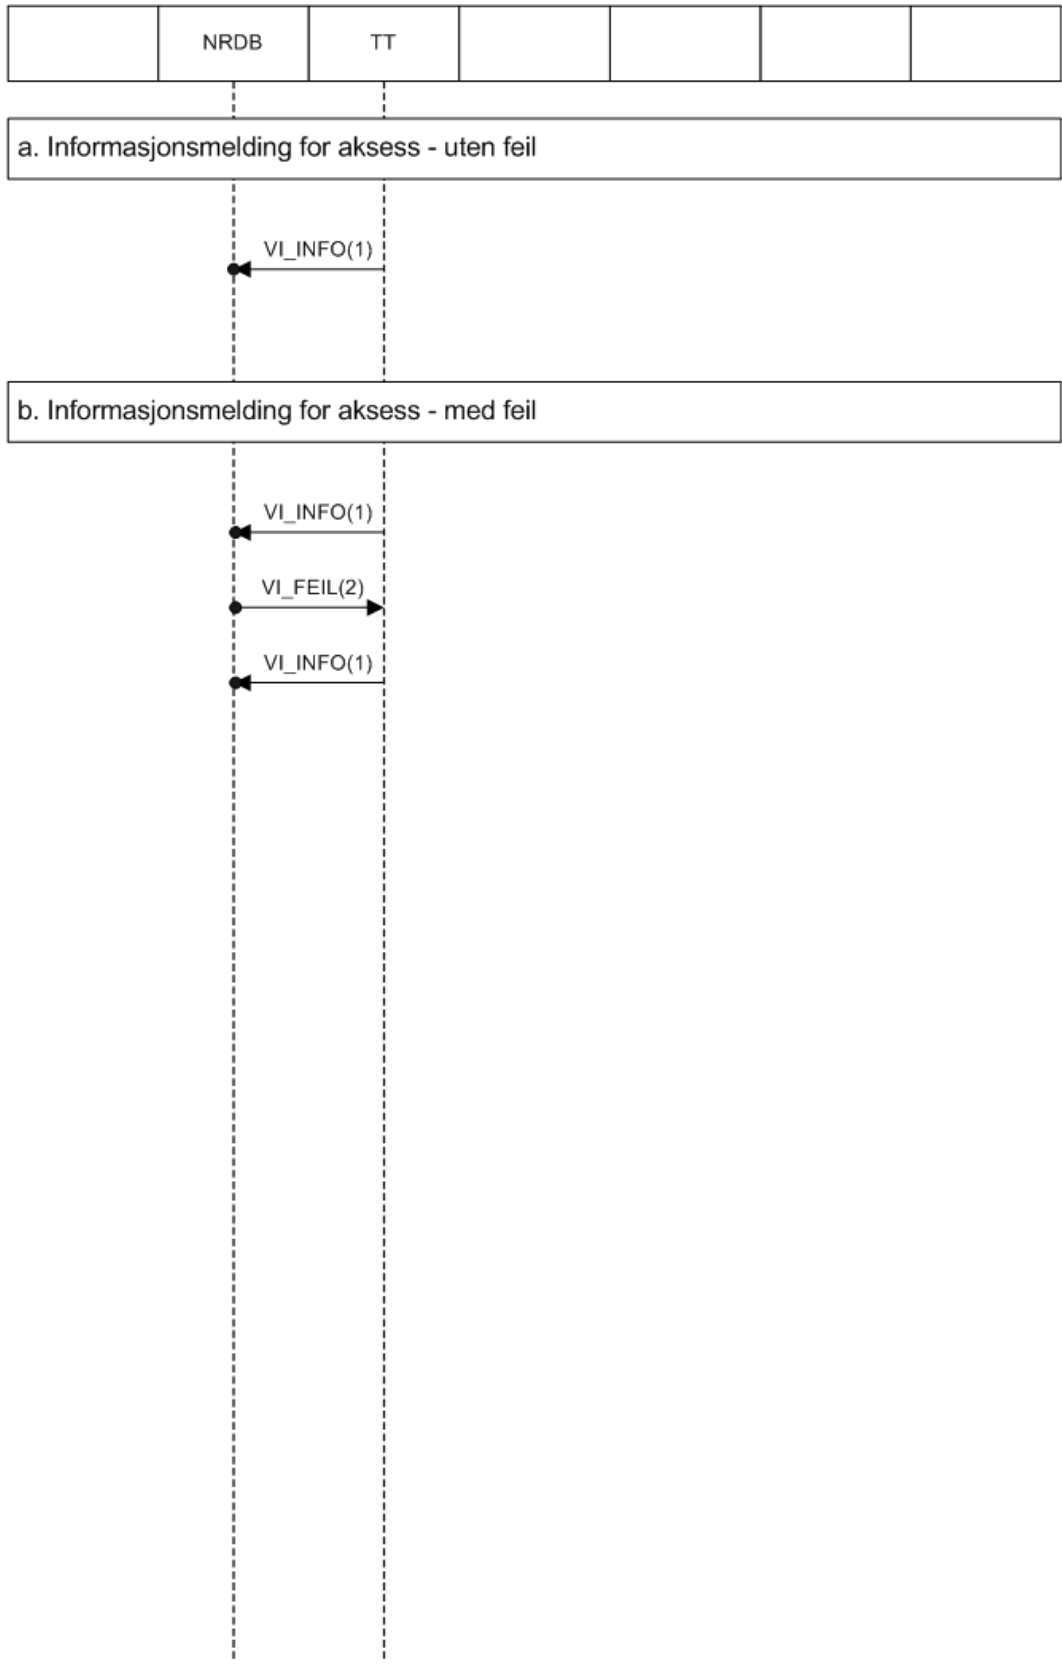 NRDB TT
a. Informasjonsmelding for aksess - uten feil
VI_INFO(1)
b. Informasjonsmelding for aksess - med feil
VI_INFO(1)
VI_FEIL(2)
VI_INFO(1)